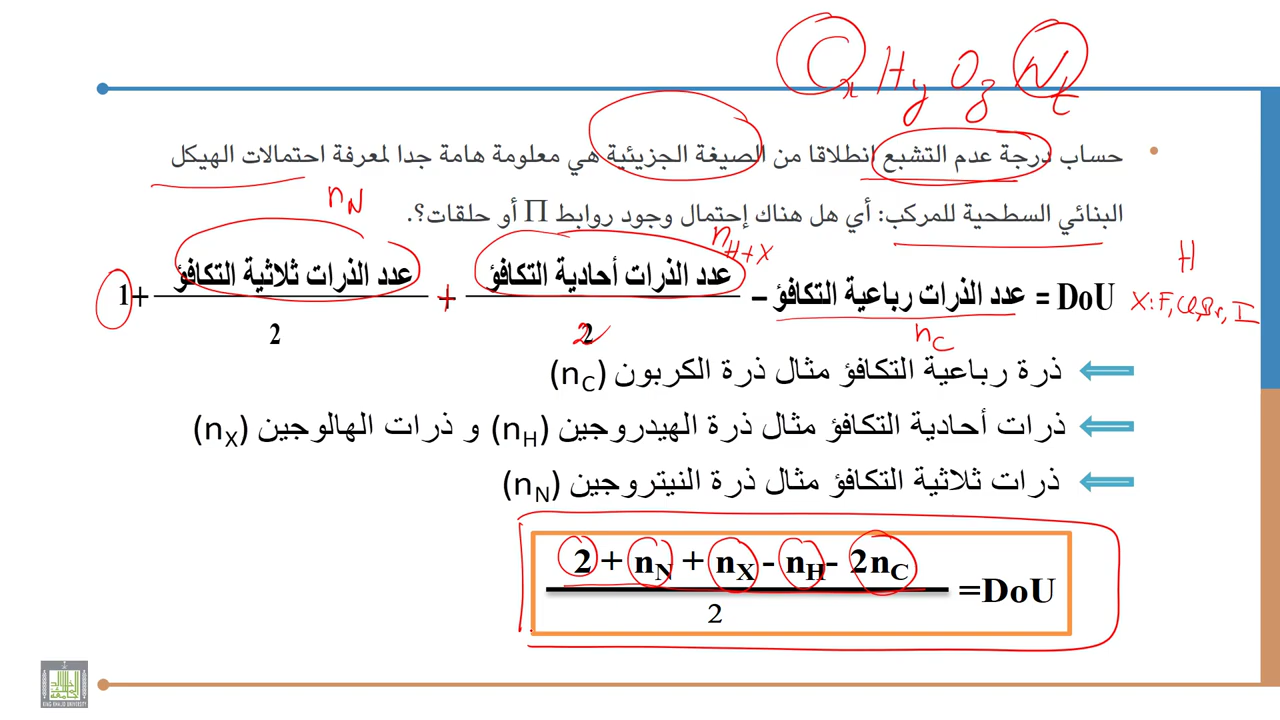 CxHyOzNt
حساب درجة عدم التشبع انطلاقا من الصيغة الجزيئية هي معلومة هامة جدا لمعرفة احتمالات الهيكل
nN
البنائي السطحية للمركب: أي هل هناك إحتمال وجود روابط Π أو حلقات؟.
nH+X
H
DoU = عدد الذرات رباعية التكافؤ − عدد الذرات أحادية التكافؤ / 2 + عدد الذرات ثلاثية التكافؤ / 2 + 1
X: F, Cl, Br, I
nC
ذرة رباعية التكافؤ مثال ذرة الكربون (nC)
ذرات أحادية التكافؤ مثال ذرة الهيدروجين (nH) و ذرات الهالوجين (nX)
ذرات ثلاثية التكافؤ مثال ذرة النيتروجين (nN)
2 + nN + nX - nH - 2nC
=DoU
2
KING KHALID UNIVERSITY